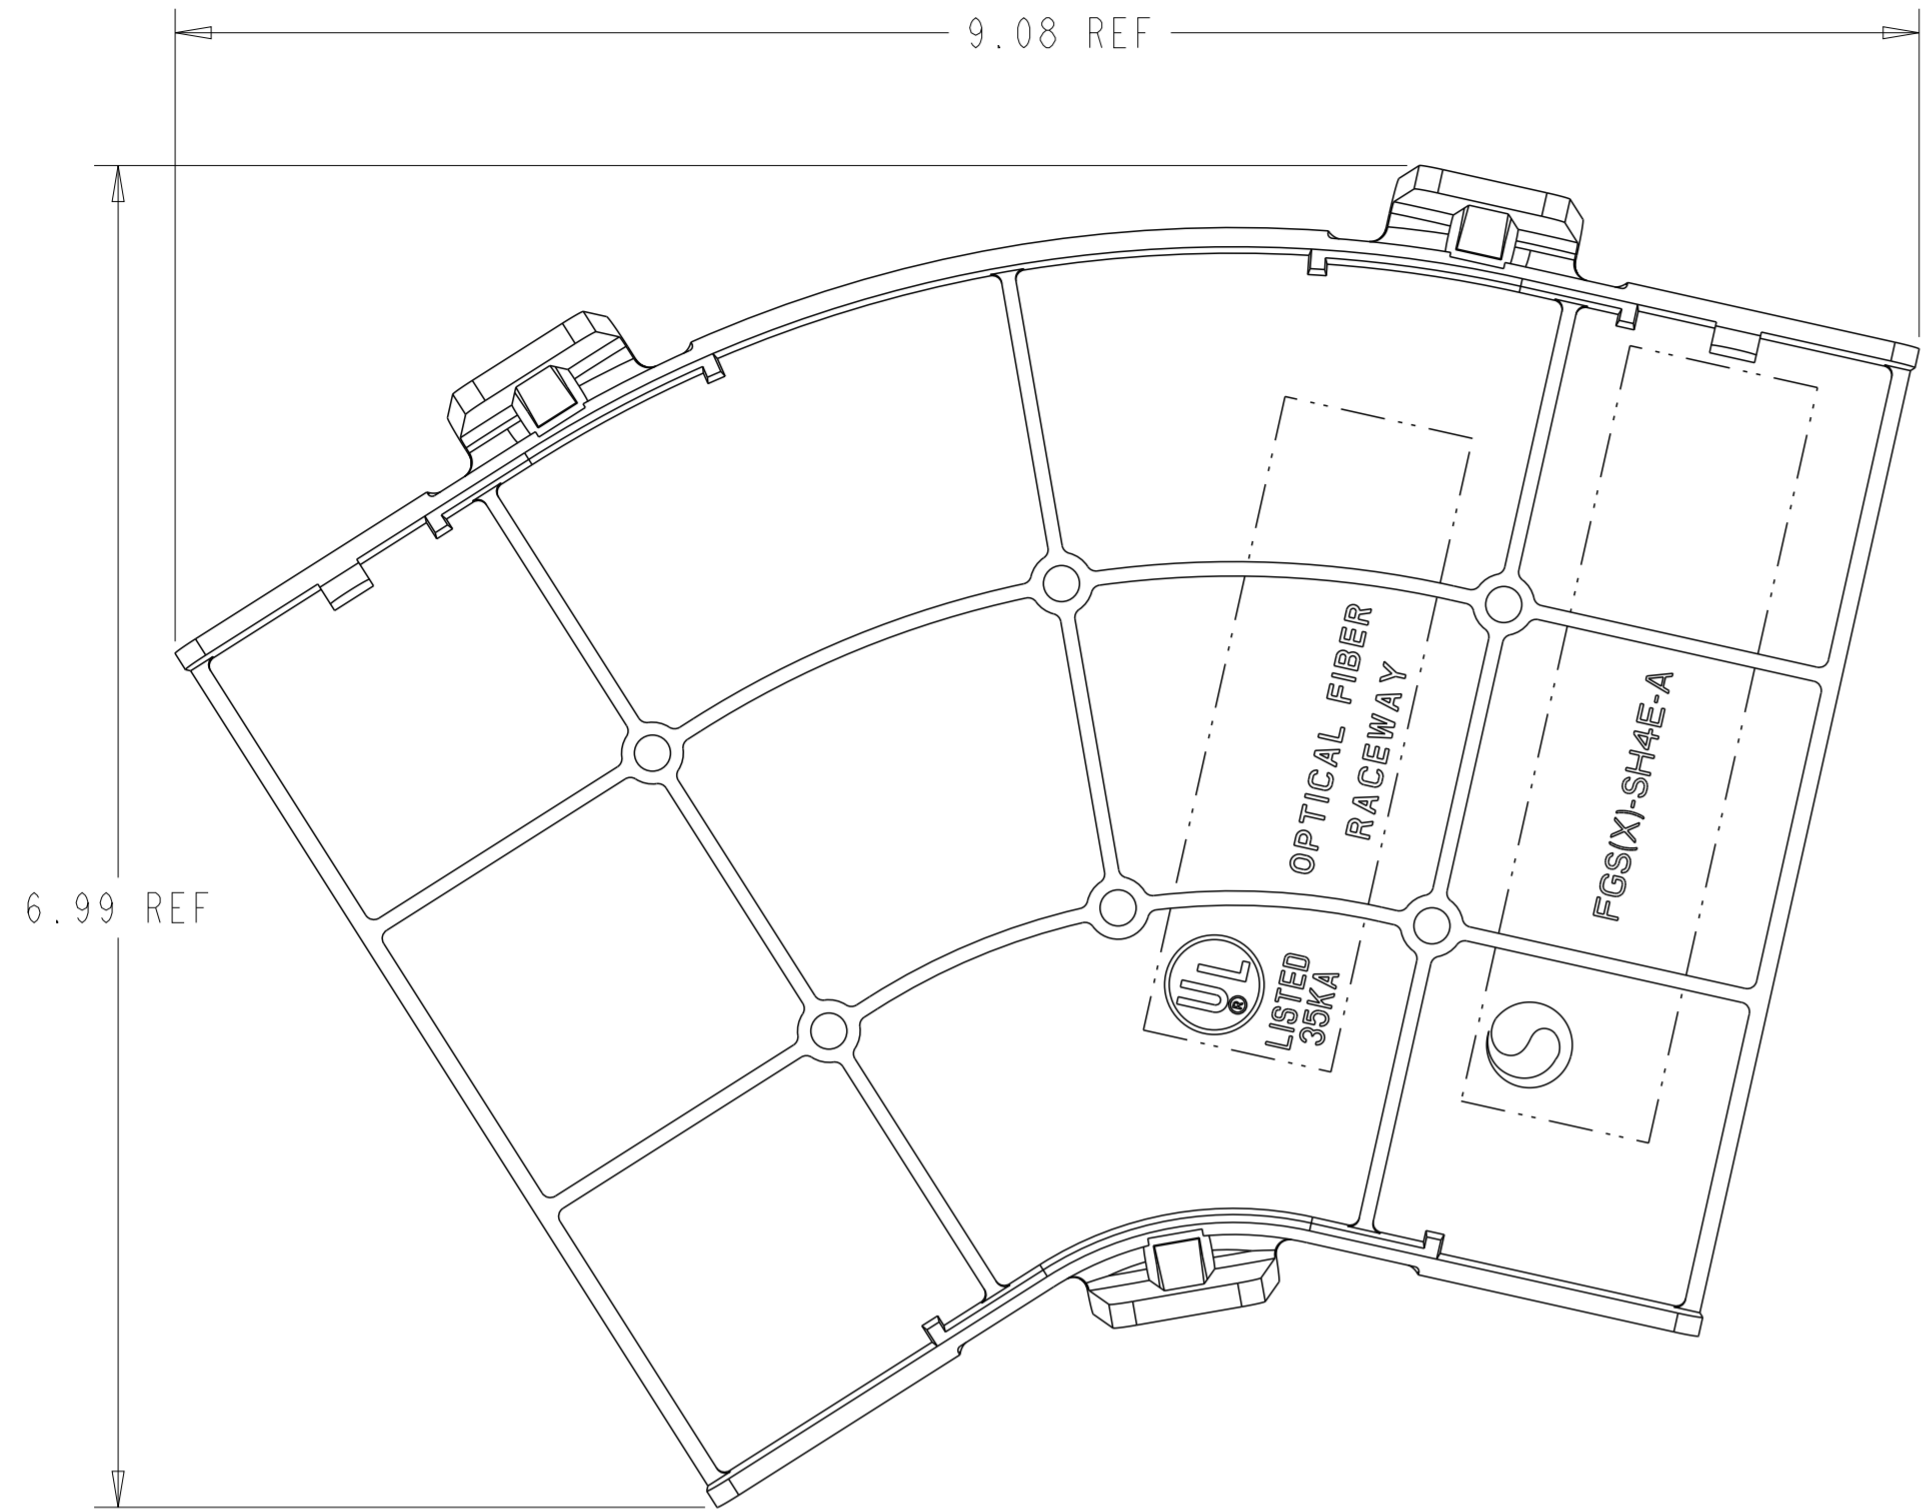 9.08 REF
6.99 REF
OPTICAL FIBER
RACEWAY
FGS(X)-SH4E-A
UL®
LISTED
35KA